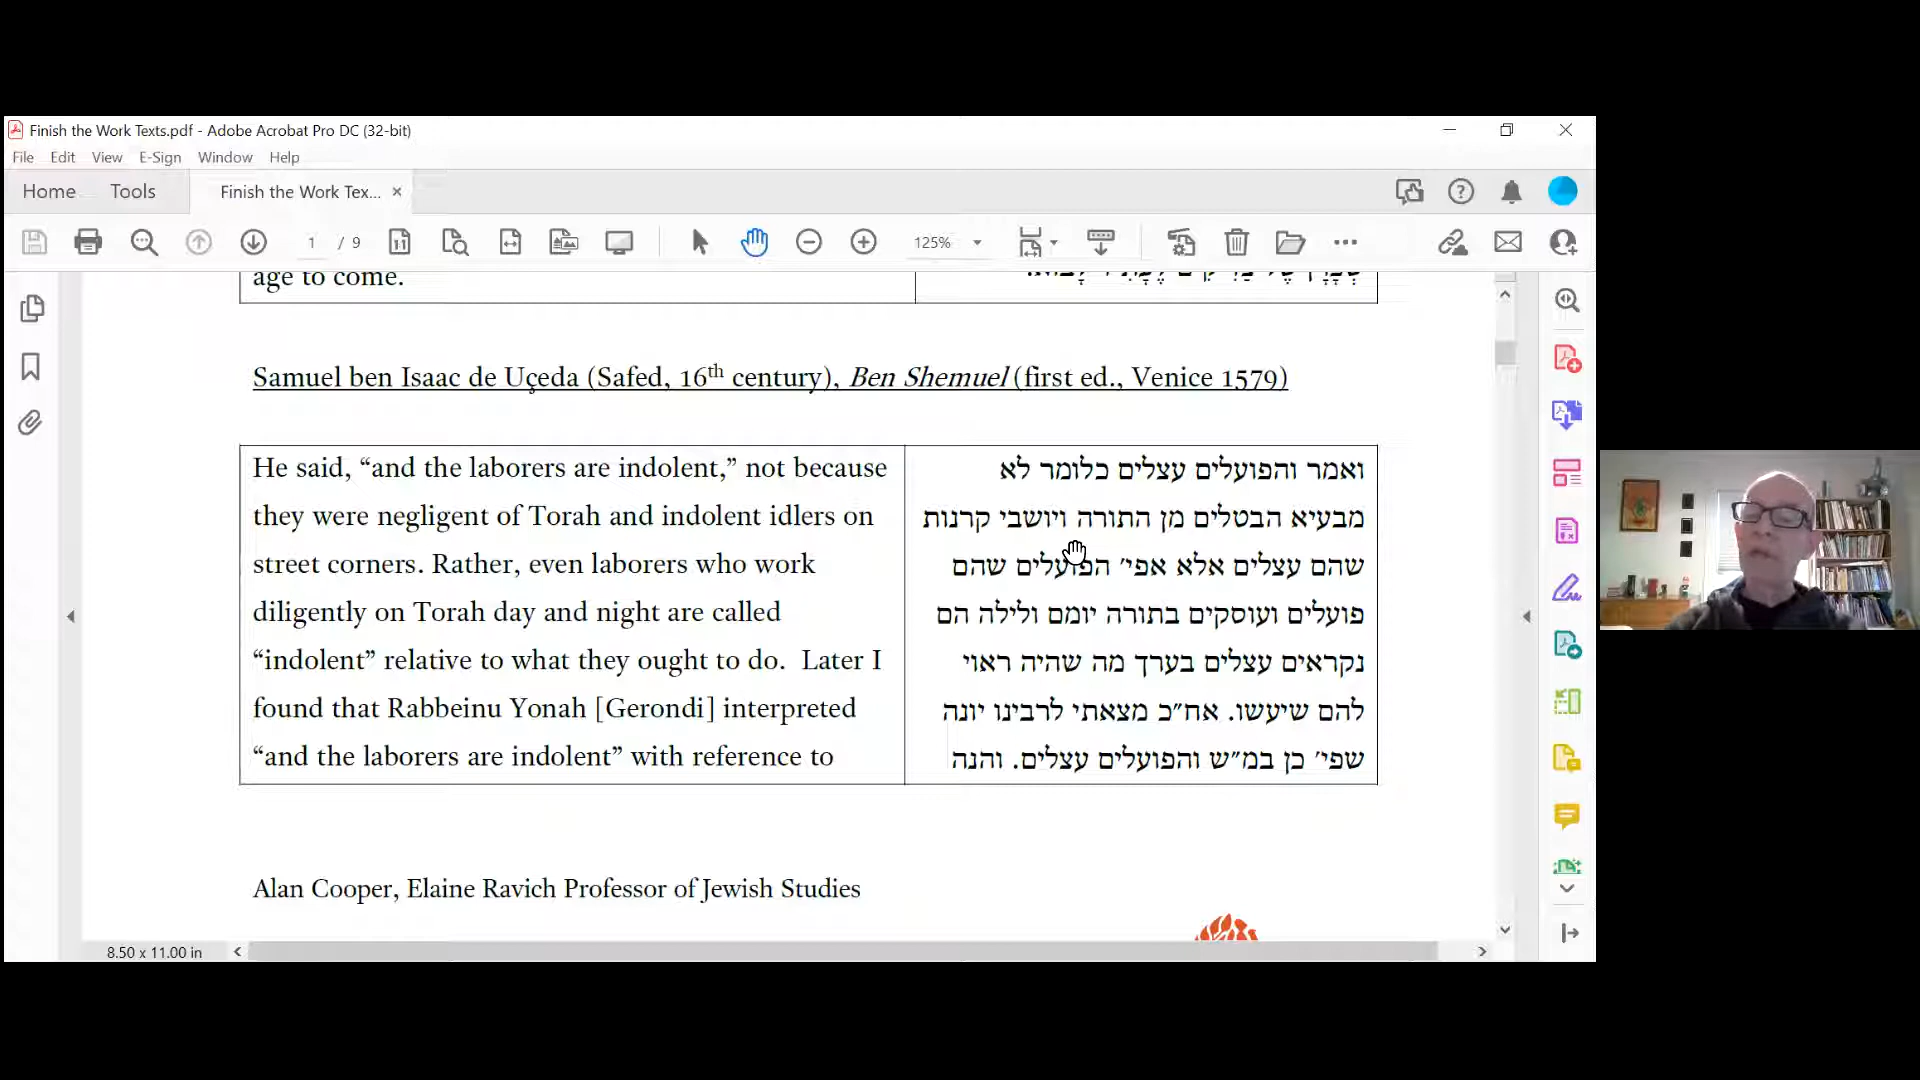 Finish the Work Texts.pdf - Adobe Acrobat Pro DC (32-bit)
File Edit View E-Sign Window Help
Home Tools Finish the Work Tex... ×
1 / 9 125%
age to come.
Samuel ben Isaac de Uçeda (Safed, 16th century), Ben Shemuel (first ed., Venice 1579)
He said, “and the laborers are indolent,” not because
they were negligent of Torah and indolent idlers on
street corners. Rather, even laborers who work
diligently on Torah day and night are called
“indolent” relative to what they ought to do. Later I
found that Rabbeinu Yonah [Gerondi] interpreted
“and the laborers are indolent” with reference to
ואמר והפועלים עצלים כלומר לא
מבעיא הבטלים מן התורה ויושבי קרנות
שהם עצלים אלא אפי׳ הפועלים שהם
פועלים ועוסקים בתורה יומם ולילה הם
נקראים עצלים בערך מה שהיה ראוי
להם שיעשו. אח״כ מצאתי לרבינו יונה
שפי׳ כן במ״ש והפועלים עצלים. והנה
Alan Cooper, Elaine Ravich Professor of Jewish Studies
8.50 x 11.00 in